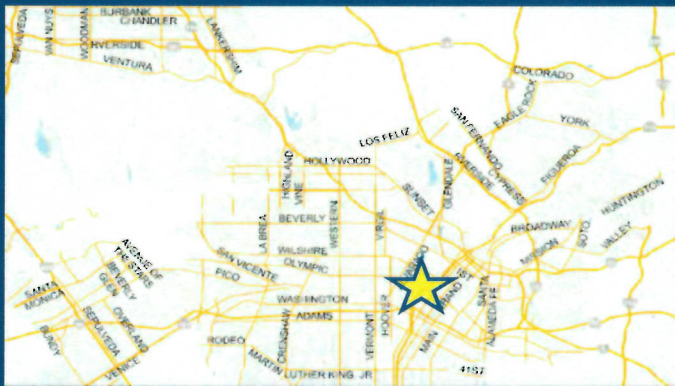 BURBANK
CHANDLER
SEPULVEDA
VAN NUYS
WOODMAN
RIVERSIDE
LANKERSHIM
VENTURA
COLORADO
EAGLE ROCK
YORK
LOS FELIZ
SAN FERNANDO
RIVERSIDE
CYPRESS
FIGUEROA
HOLLYWOOD
HIGHLAND
VINE
SUNSET
GLENDALE
HUNTINGTON
BEVERLY
LA BREA
WESTERN
VIRGIL
BROADWAY
MISSION
SOTO
VALLEY
WILSHIRE
OLYMPIC
SAN VICENTE
PICO
AVENUE OF
THE STARS
BEVERLY
GLEN
SANTA
MONICA
SEPULVEDA
OVERLAND
BUNDY
VENICE
WASHINGTON
ADAMS
HOOVER
VERMONT
CRENSHAW
RODEO
MARTIN
LUTHER KING, JR
MAIN
SANTA
ALAMEDA
41ST